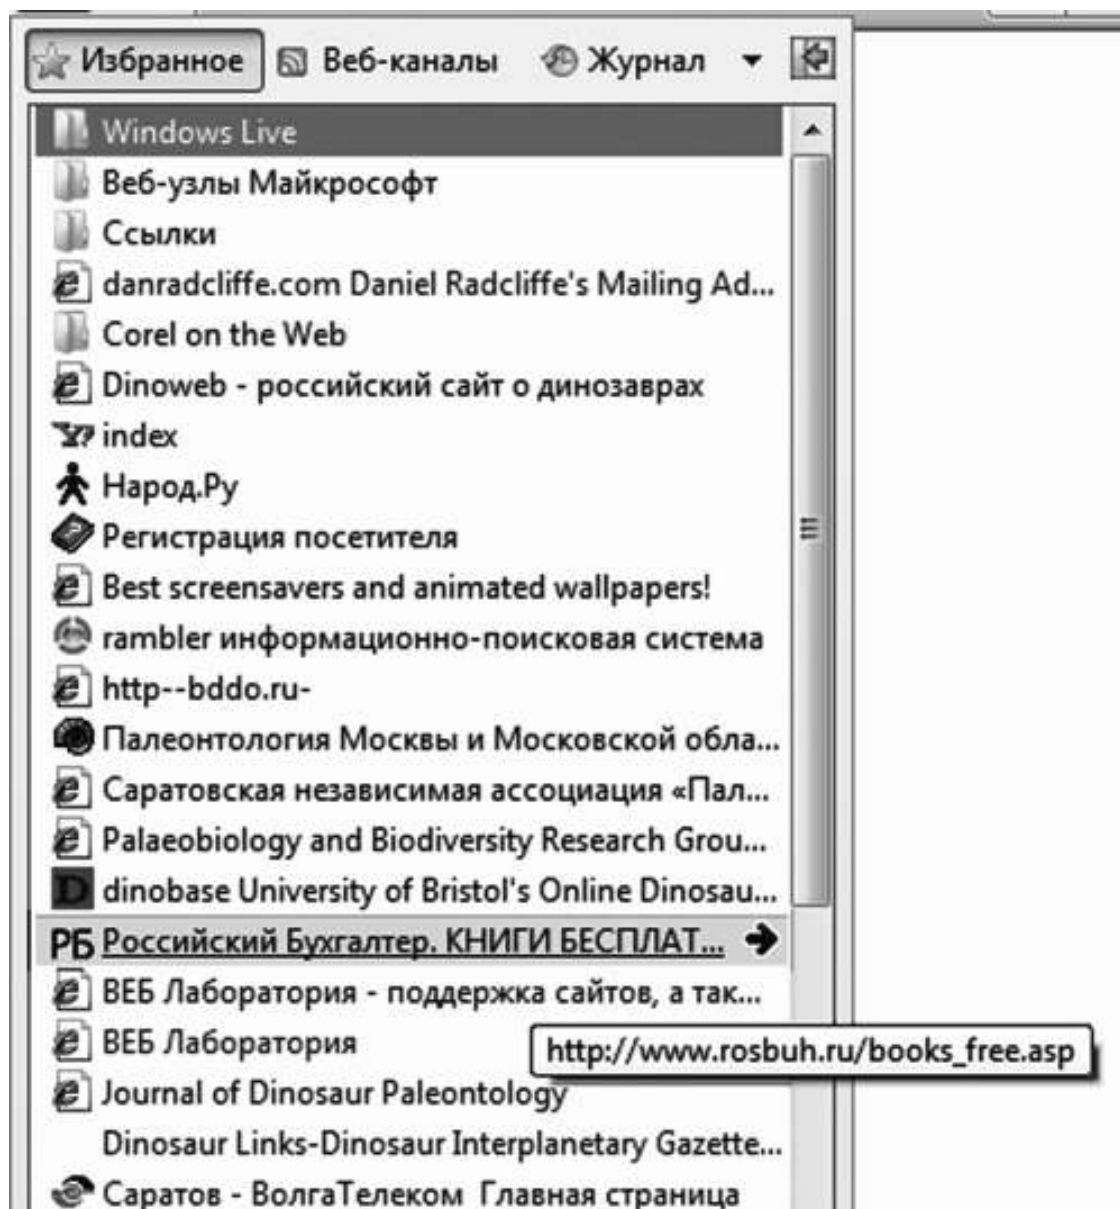 Избранное Веб-каналы Журнал
Windows Live
Веб-узлы Майкрософт
Ссылки
danradcliffe.com Daniel Radcliffe's Mailing Ad...
Corel on the Web
Dinoweb - российский сайт о динозаврах
index
Народ.Ру
Регистрация посетителя
Best screensavers and animated wallpapers!
rambler информационно-поисковая система
http--bddo.ru-
Палеонтология Москвы и Московской обла...
Саратовская независимая ассоциация «Пал...
Palaeobiology and Biodiversity Research Grou...
D dinobase University of Bristol's Online Dinosau...
РБ Российский Бухгалтер. КНИГИ БЕСПЛАТ...
ВЕБ Лаборатория - поддержка сайтов, а так...
ВЕБ Лаборатория
http://www.rosbuh.ru/books_free.asp
Journal of Dinosaur Paleontology
Dinosaur Links-Dinosaur Interplanetary Gazette...
Саратов - ВолгаТелеком Главная страница